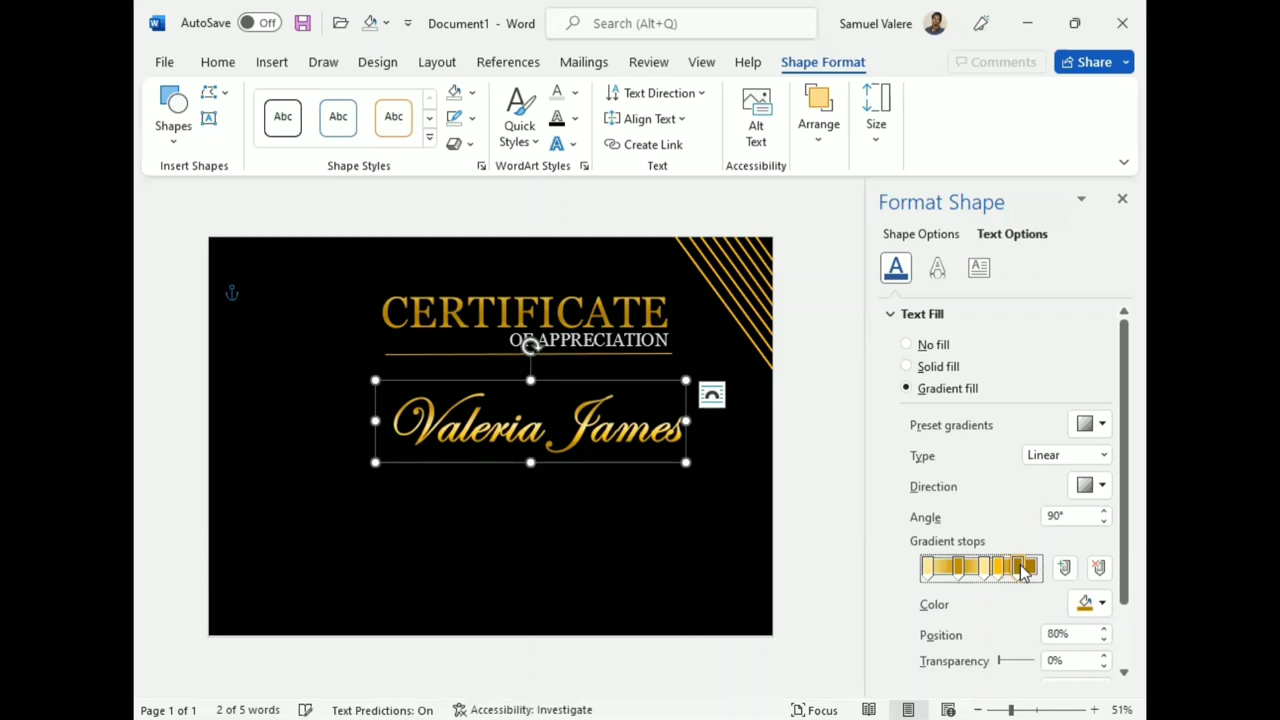 AutoSave Off Document1 - Word Search (Alt+Q) Samuel Valere
File Home Insert Draw Design Layout References Mailings Review View Help Shape Format Comments Share
Shapes
Abc Abc Abc
Quick
Styles
A A A
Text Direction
Align Text
Create Link
Alt
Text
Arrange
Size
Insert Shapes Shape Styles WordArt Styles Text Accessibility
Format Shape
Shape Options Text Options
Text Fill
No fill
Solid fill
Gradient fill
Preset gradients
Type Linear
Direction
Angle 90°
Gradient stops
Color
Position 80%
Transparency 0%
CERTIFICATE
OF APPRECIATION
Valeria James
Page 1 of 1 2 of 5 words Text Predictions: On Accessibility: Investigate Focus 51%